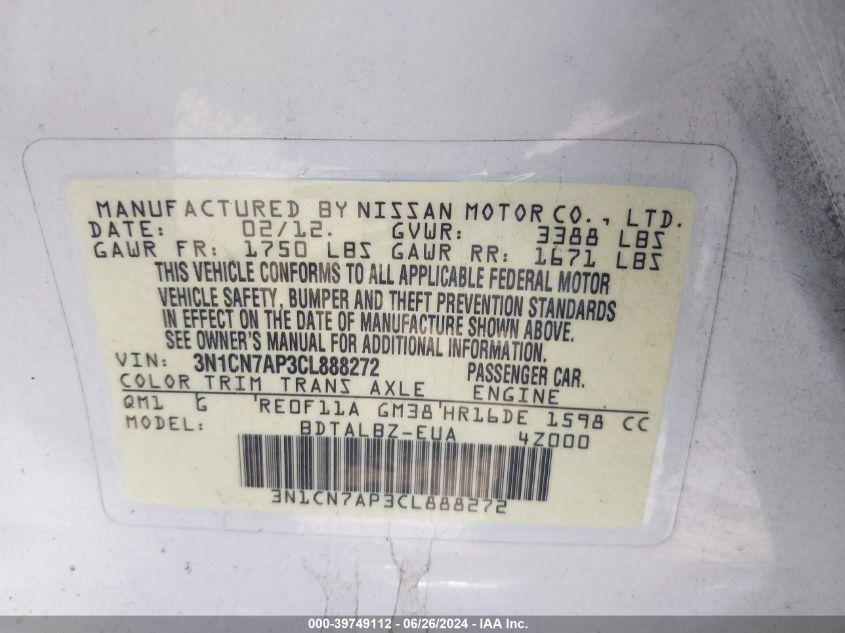 MANUFACTURED BY NISSAN MOTOR CO., LTD.
DATE: 02/12. GVWR: 3388 LBS
GAWR FR: 1750 LBS GAWR RR: 1671 LBS
THIS VEHICLE CONFORMS TO ALL APPLICABLE FEDERAL MOTOR
VEHICLE SAFETY, BUMPER AND THEFT PREVENTION STANDARDS
IN EFFECT ON THE DATE OF MANUFACTURE SHOWN ABOVE.
SEE OWNER'S MANUAL FOR ADDITIONAL INFORMATION.
VIN: 3N1CN7AP3CL888272 PASSENGER CAR.
COLOR TRIM TRANS AXLE ENGINE
QM1 G RE0F11A GM38 HR16DE 1598 CC
MODEL: BDTALBZ-EUA 4Z000
3N1CN7AP3CL888272
000-39749112 - 06/26/2024 - IAA Inc.